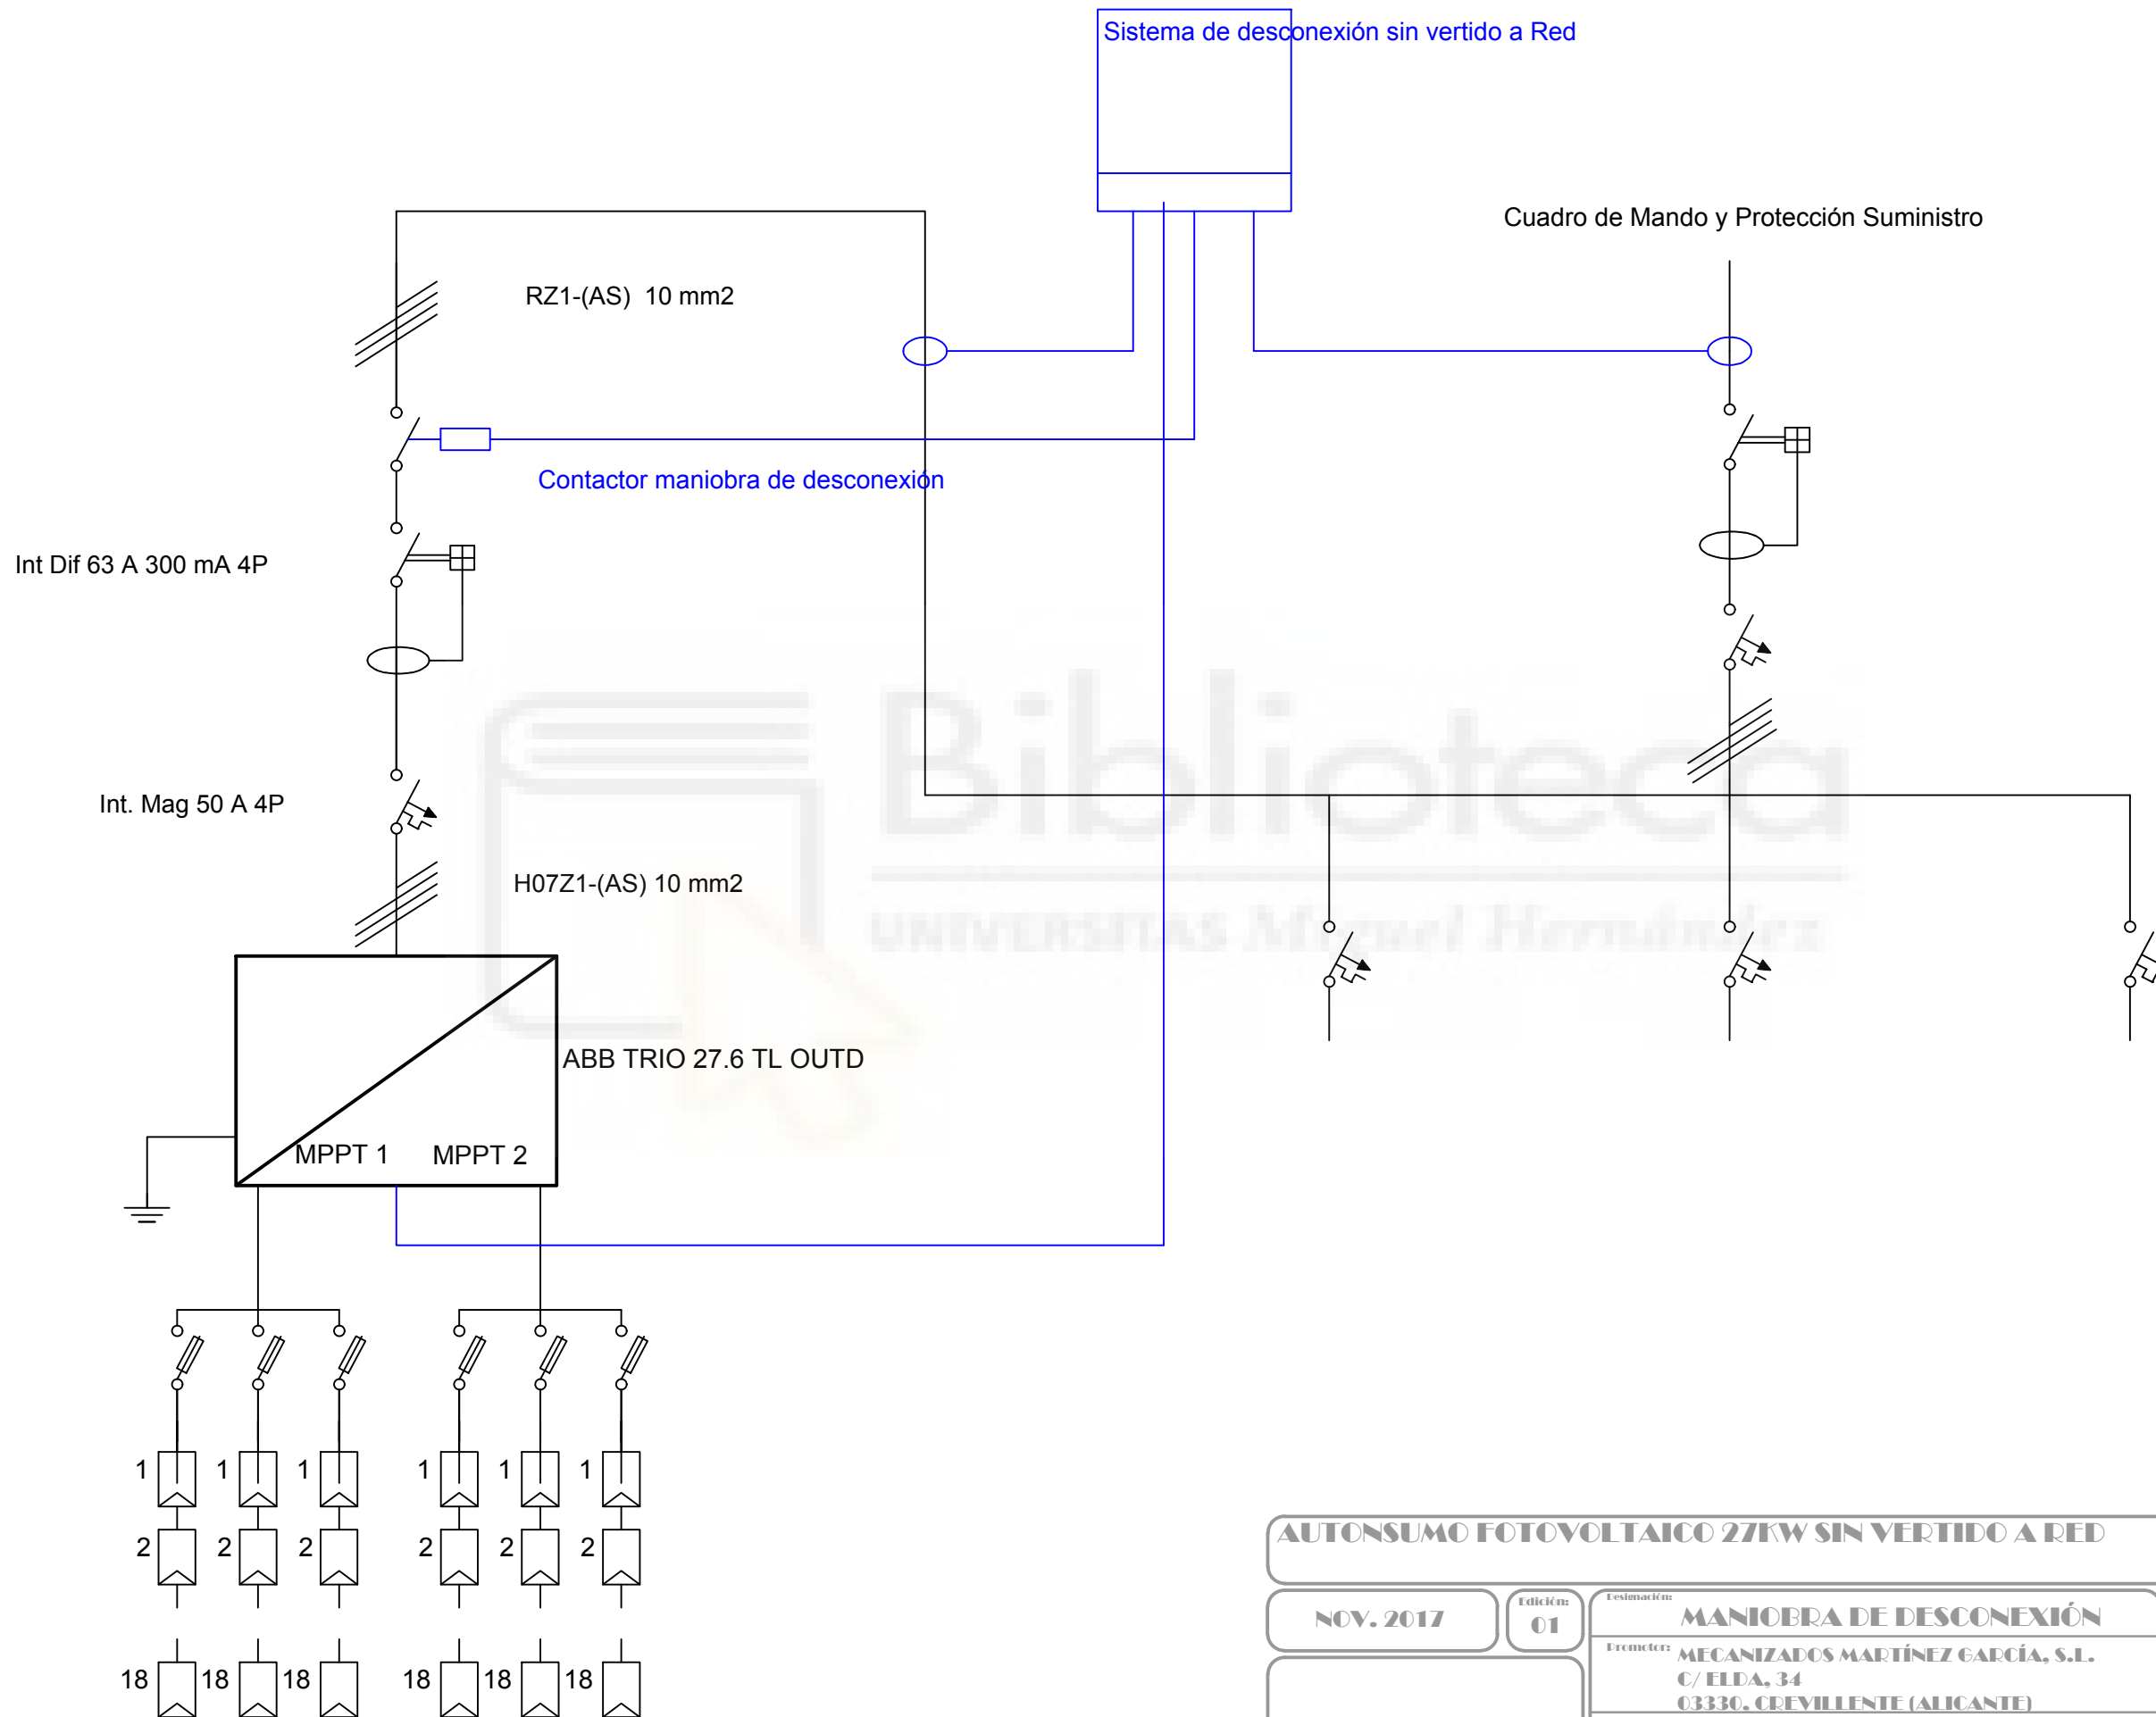 Sistema de desconexión sin vertido a Red
Cuadro de Mando y Protección Suministro
RZ1-(AS) 10 mm2
Contactor maniobra de desconexión
Int Dif 63 A 300 mA 4P
Int. Mag 50 A 4P
H07Z1-(AS) 10 mm2
Biblioteca
UNIVERSITAS Miguel Hernández
ABB TRIO 27.6 TL OUTD
MPPT 1 MPPT 2
1 1 1 1 1 1
2 2 2 2 2 2
18 18 18 18 18 18
AUTONSUMO FOTOVOLTAICO 27KW SIN VERTIDO A RED
NOV. 2017
Edición:
01
Designación:
MANIOBRA DE DESCONEXIÓN
Promotor:
MECANIZADOS MARTÍNEZ GARCÍA, S.L.
C/ ELDA, 34
03330, CREVILLENTE (ALICANTE)